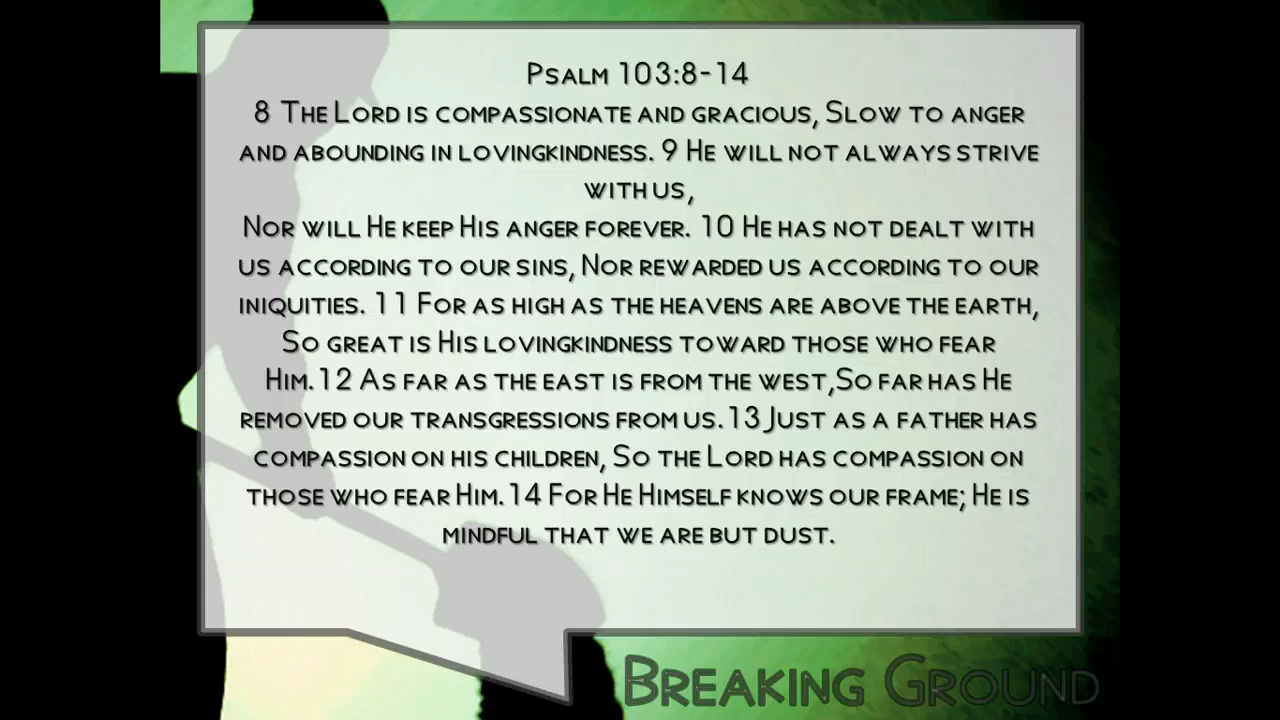 Psalm 103:8-14
8 The Lord is compassionate and gracious, Slow to anger
and abounding in lovingkindness. 9 He will not always strive
with us,
Nor will He keep His anger forever. 10 He has not dealt with
us according to our sins, Nor rewarded us according to our
iniquities. 11 For as high as the heavens are above the earth,
So great is His lovingkindness toward those who fear
Him.12 As far as the east is from the west,So far has He
removed our transgressions from us.13 Just as a father has
compassion on his children, So the Lord has compassion on
those who fear Him.14 For He Himself knows our frame; He is
mindful that we are but dust.
Breaking Ground